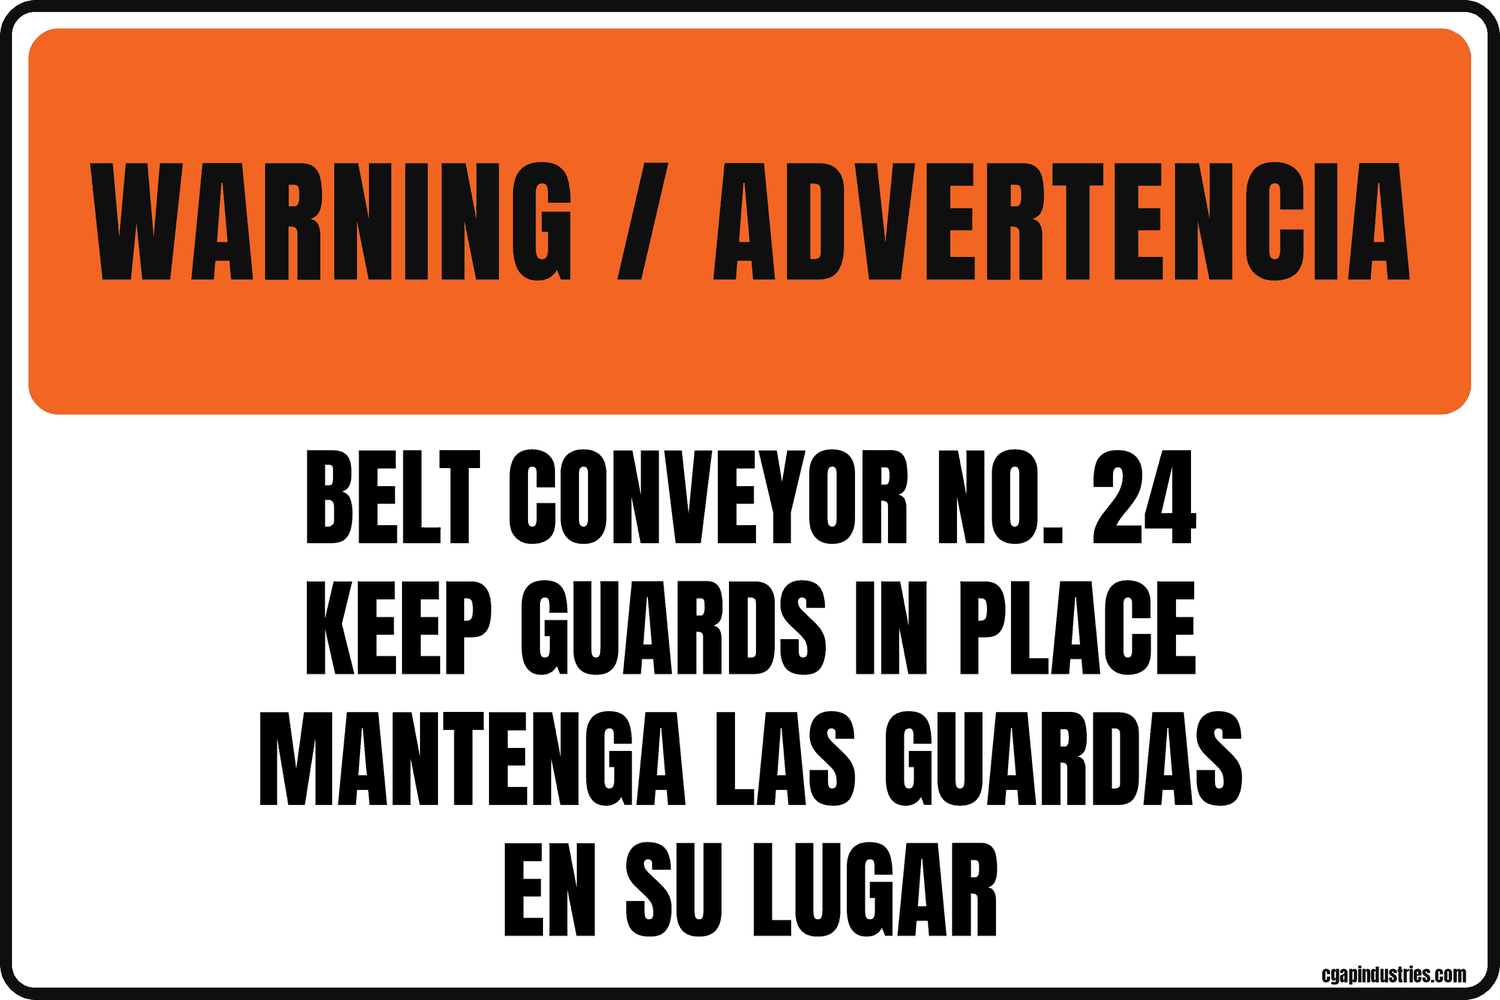 WARNING / ADVERTENCIA
BELT CONVEYOR NO. 24
KEEP GUARDS IN PLACE
MANTENGA LAS GUARDAS
EN SU LUGAR
cgapindustries.com